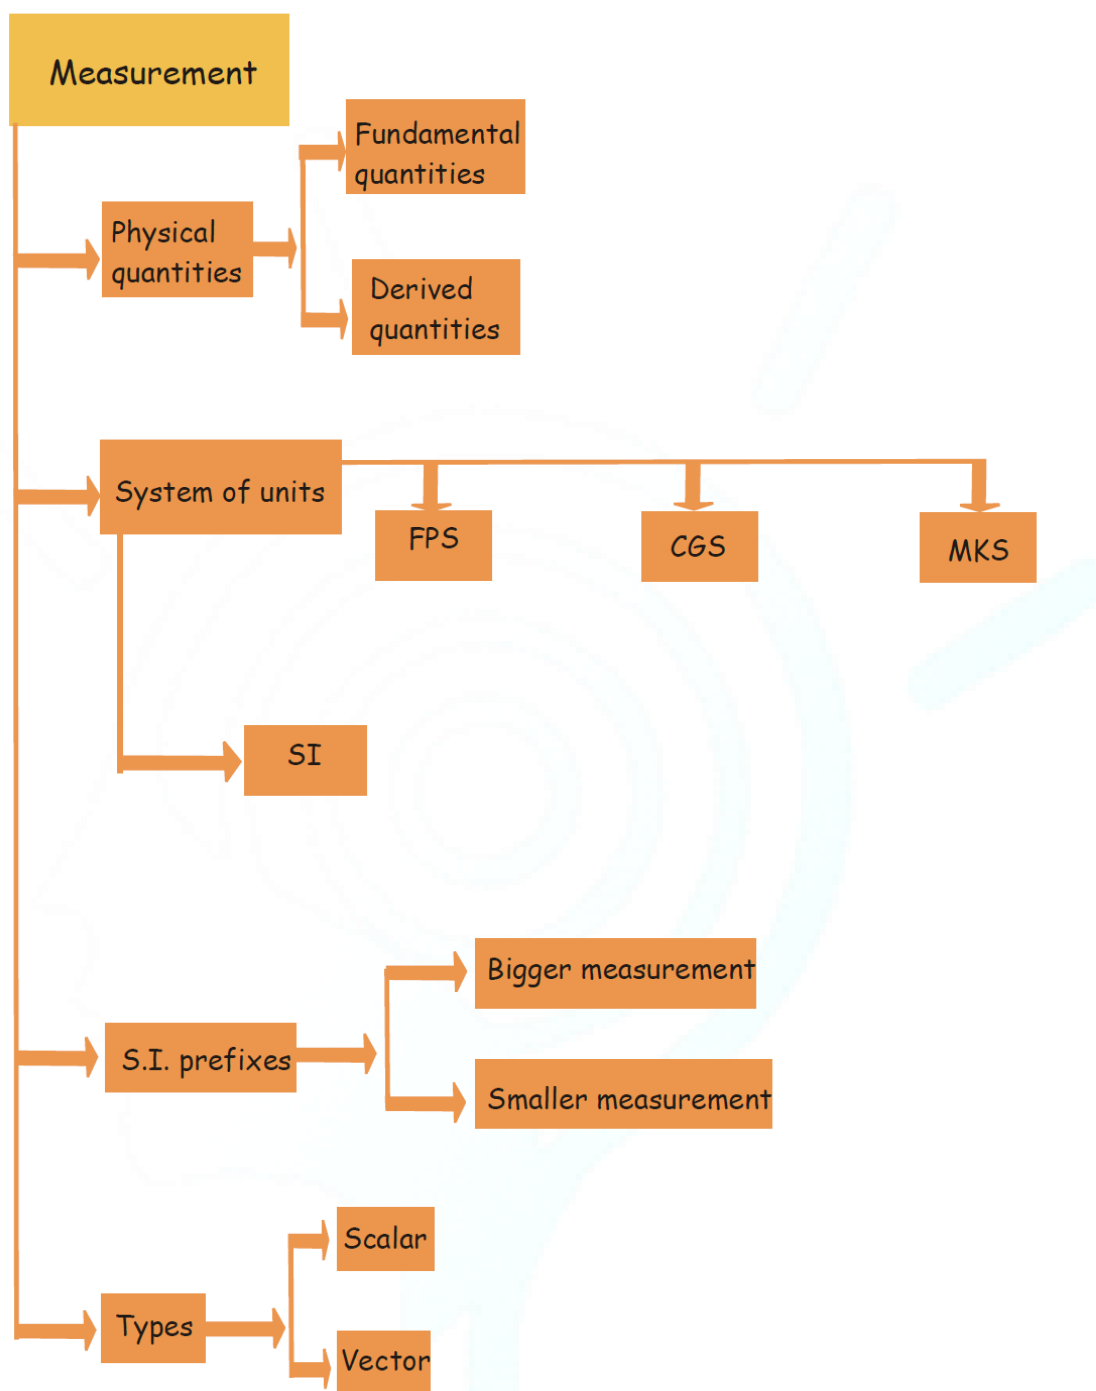 Measurement
Fundamental
quantities
Physical
quantities
Derived
quantities
System of units
FPS
CGS
MKS
SI
Bigger measurement
S.I. prefixes
Smaller measurement
Scalar
Types
Vector